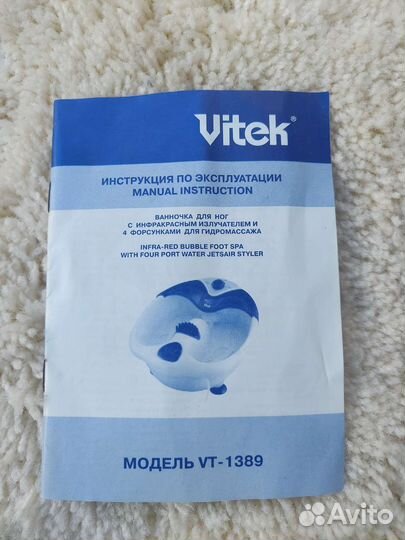 Vitek®
ИНСТРУКЦИЯ ПО ЭКСПЛУАТАЦИИ
MANUAL INSTRUCTION
ВАННОЧКА ДЛЯ НОГ
С ИНФРАКРАСНЫМ ИЗЛУЧАТЕЛЕМ И
4 ФОРСУНКАМИ ДЛЯ ГИДРОМАССАЖА
INFRA-RED BUBBLE FOOT SPA
WITH FOUR PORT WATER JETSAIR STYLER
МОДЕЛЬ VT-1389
Avito